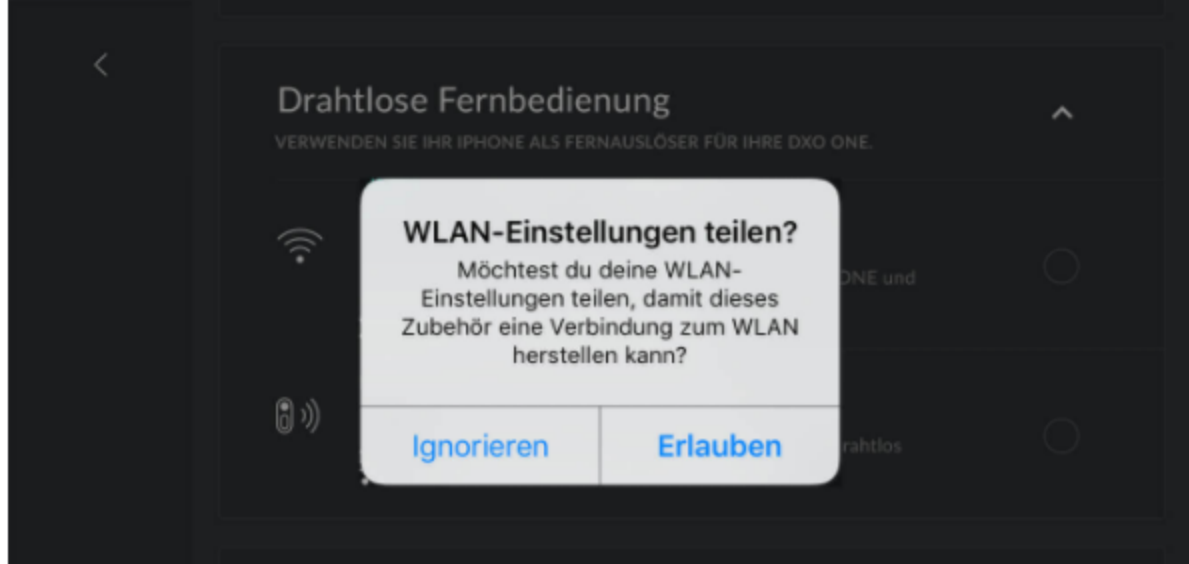 Drahtlose Fernbedienung
VERWENDEN SIE IHR IPHONE ALS FERNAUSLÖSER FÜR IHRE DXO ONE.
WLAN-Einstellungen teilen?
Möchtest du deine WLAN-
Einstellungen teilen, damit dieses
Zubehör eine Verbindung zum WLAN
herstellen kann?
ONE und
Ignorieren
Erlauben
rahtlos